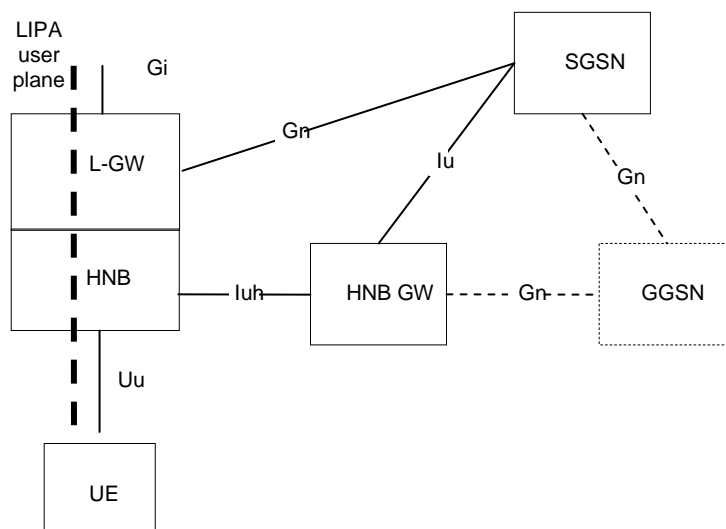 LIPA
user
plane
Gi
SGSN
Gn
L-GW
Iu
Gn
HNB
Iuh
HNB GW
Gn
GGSN
Uu
UE